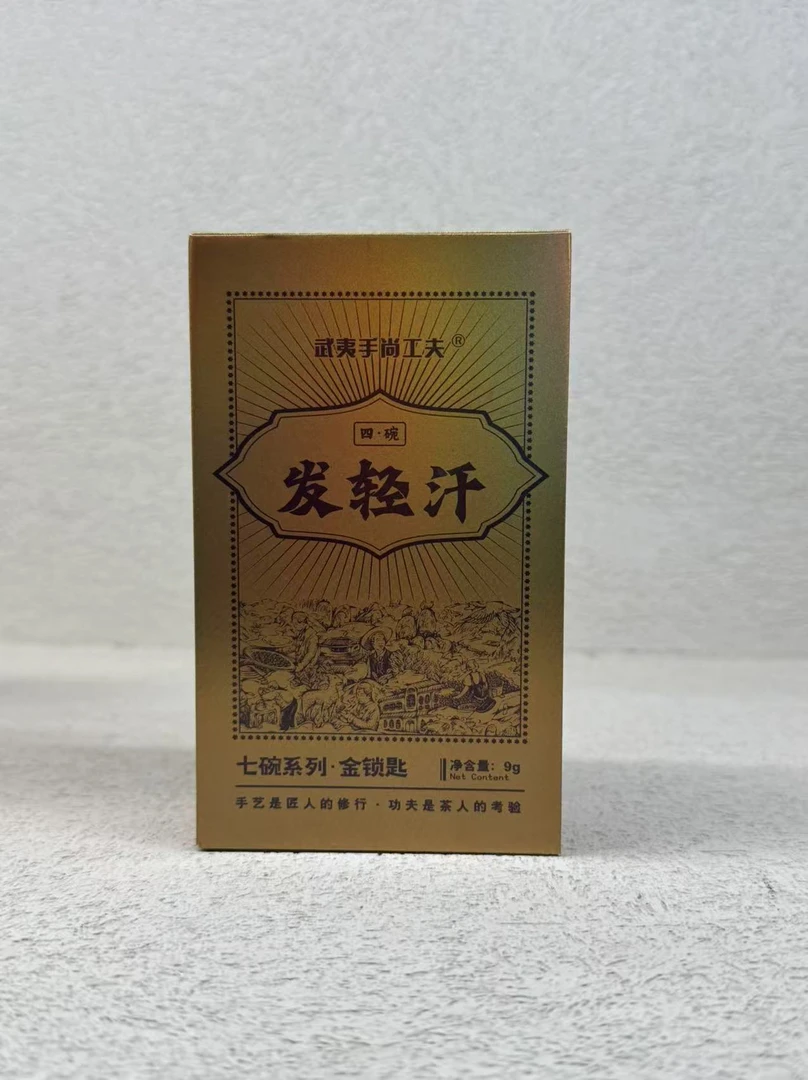 武夷手尚工夫®
四·碗
发轻汗
七碗系列·金锁匙
净含量：9g
Net Content
手艺是匠人的修行·功夫是茶人的考验